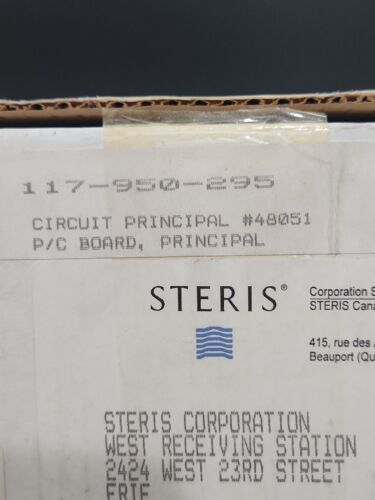 117-950-295
CIRCUIT PRINCIPAL #48051
P/C BOARD, PRINCIPAL
STERIS®
Corporation S
STERIS Cana
415, rue des
Beauport (Qu
STERIS CORPORATION
WEST RECEIVING STATION
2424 WEST 23RD STREET
ERIE